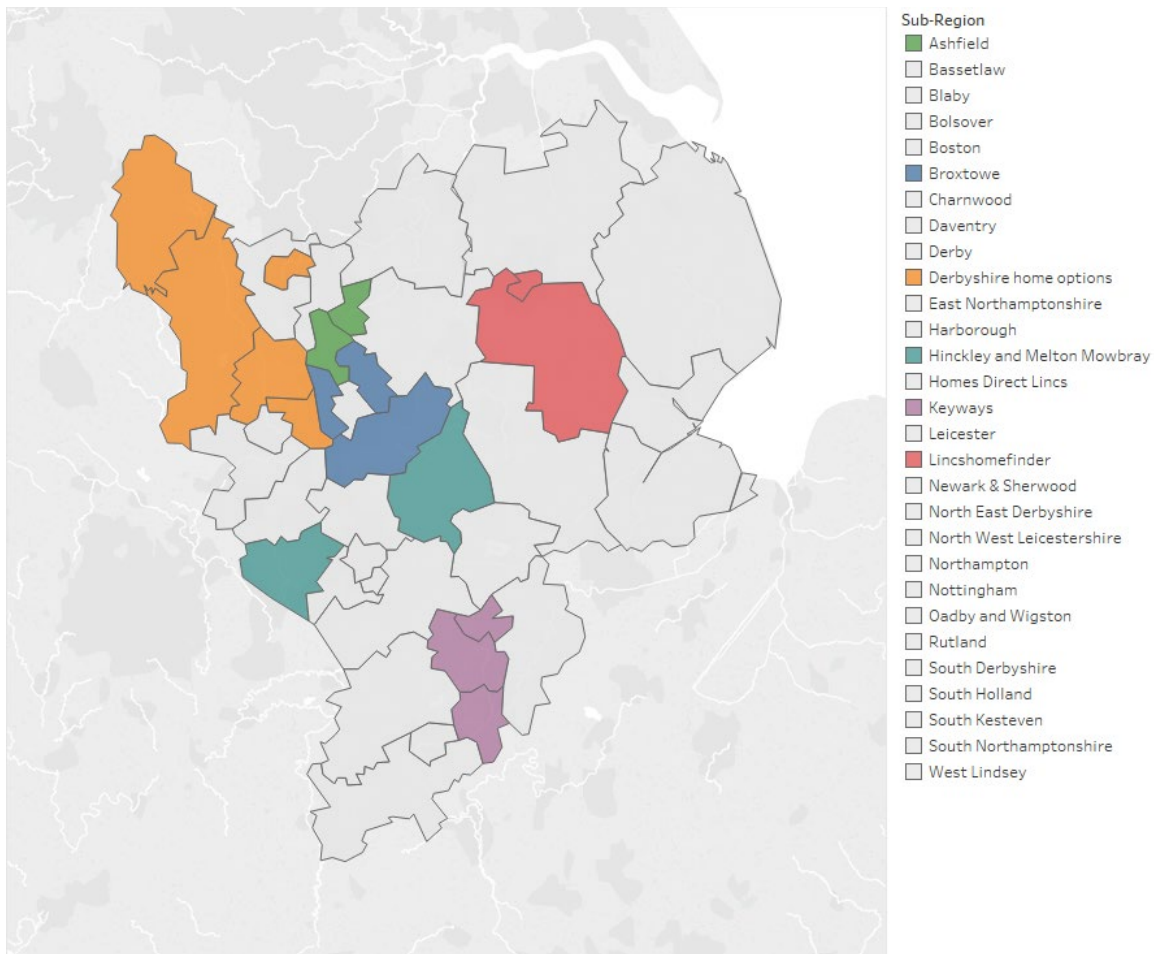 Sub-Region
Ashfield
Bassetlaw
Blaby
Bolsover
Boston
Broxtowe
Charnwood
Daventry
Derby
Derbyshire home options
East Northamptonshire
Harborough
Hinckley and Melton Mowbray
Homes Direct Lincs
Keyways
Leicester
Lincshomefinder
Newark & Sherwood
North East Derbyshire
North West Leicestershire
Northampton
Nottingham
Oadby and Wigston
Rutland
South Derbyshire
South Holland
South Kesteven
South Northamptonshire
West Lindsey